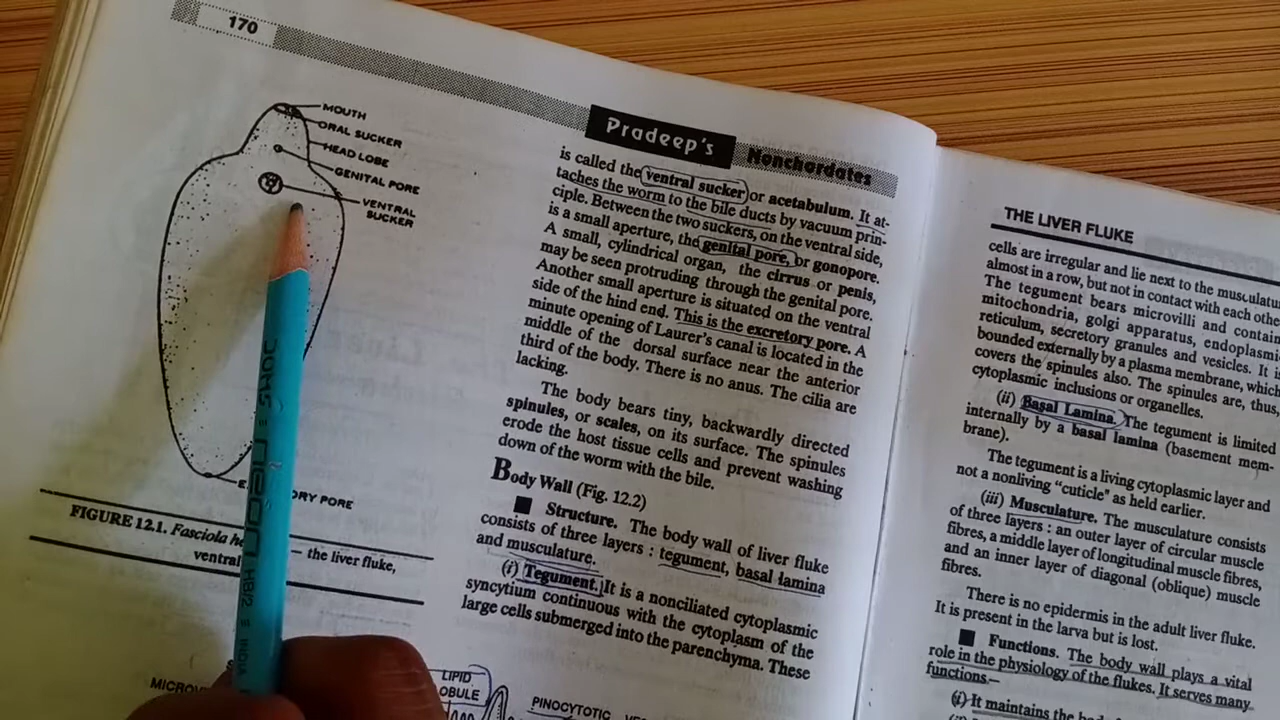 170
MOUTH
ORAL SUCKER
HEAD LOBE
GENITAL PORE
VENTRAL
SUCKER
ORY PORE
FIGURE 12.1. Fasciola — the liver fluke,
ventral
LIPID
PINOCYTOTIC
Pradeep's Nonchordates
is called the ventral sucker or acetabulum. It at-
taches the worm to the bile ducts by vacuum prin-
ciple. Between the two suckers, on the ventral side,
is a small aperture, the genital pore, or gonopore.
A small, cylindrical organ, the cirrus or penis,
may be seen protruding through the genital pore.
Another small aperture is situated on the ventral
side of the hind end. This is the excretory pore. A
minute opening of Laurer's canal is located in the
middle of the dorsal surface near the anterior
third of the body. There is no anus. The cilia are
lacking.
The body bears tiny, backwardly directed
spinules, or scales, on its surface. The spinules
erode the host tissue cells and prevent washing
down of the worm with the bile.
Body Wall (Fig. 12.2)
■ Structure. The body wall of liver fluke
consists of three layers : tegument, basal lamina
and musculature.
(i) Tegument. It is a nonciliated cytoplasmic
syncytium continuous with the cytoplasm of the
large cells submerged into the parenchyma. These
THE LIVER FLUKE
cells are irregular and lie next to the
almost in a row, but not in contact with each
The tegument bears microvilli and
mitochondria, golgi apparatus,
reticulum, secretory granules and vesicles. It
bounded externally by a plasma membrane, which
covers the spinules also. The spinules are, thus,
cytoplasmic inclusions or organelles.
(ii) Basal Lamina. The tegument is limited
internally by a basal lamina (basement mem-
brane).
The tegument is a living cytoplasmic layer and
not a nonliving "cuticle" as held earlier.
(iii) Musculature. The musculature consists
of three layers : an outer layer of circular muscle
fibres, a middle layer of longitudinal muscle fibres,
and an inner layer of diagonal (oblique) muscle
fibres.
There is no epidermis in the adult liver fluke.
It is present in the larva but is lost.
■ Functions. The body wall plays a vital
role in the physiology of the flukes. It serves many
functions.—
(i) It maintains the
DOMS NEON HB/2 INDIA